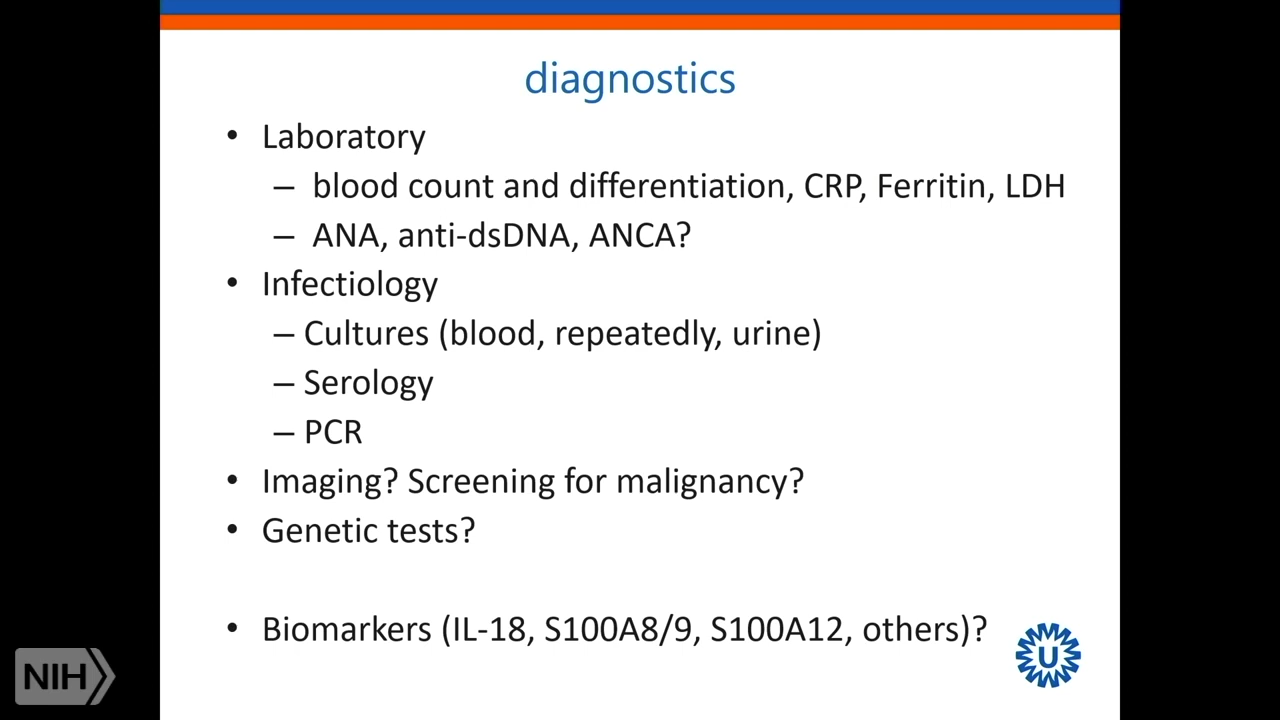 diagnostics
• Laboratory
– blood count and differentiation, CRP, Ferritin, LDH
– ANA, anti-dsDNA, ANCA?
• Infectiology
– Cultures (blood, repeatedly, urine)
– Serology
– PCR
• Imaging? Screening for malignancy?
• Genetic tests?
• Biomarkers (IL-18, S100A8/9, S100A12, others)?
U
NIH